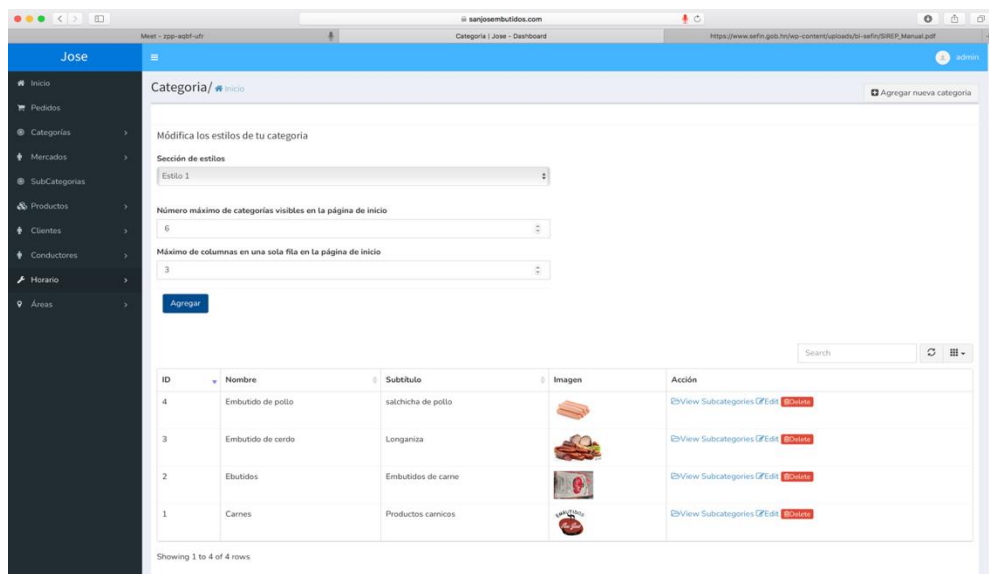 sanjosembutidos.com
Meet - zpp-aqbf-ufr
Categoria | Jose - Dashboard
https://www.sefin.gob.hn/wp-content/uploads/bi-sefin/SIREP_Manual.pdf
Jose
admin
Inicio
Pedidos
Categorías
Mercados
SubCategorias
Productos
Clientes
Conductores
Horario
Áreas
Categoria/ Inicio
Agregar nueva categoria
Módifica los estilos de tu categoria
Sección de estilos
Estilo 1
Número máximo de categorías visibles en la página de inicio
6
Máximo de columnas en una sola fila en la página de inicio
3
Agregar
Search
ID Nombre Subtítulo Imagen Acción
4 Embutido de pollo salchicha de pollo View Subcategories Edit Delete
3 Embutido de cerdo Longaniza View Subcategories Edit Delete
2 Ebutidos Embutidos de carne View Subcategories Edit Delete
1 Carnes Productos carnicos EMBUTIDOS San José View Subcategories Edit Delete
Showing 1 to 4 of 4 rows